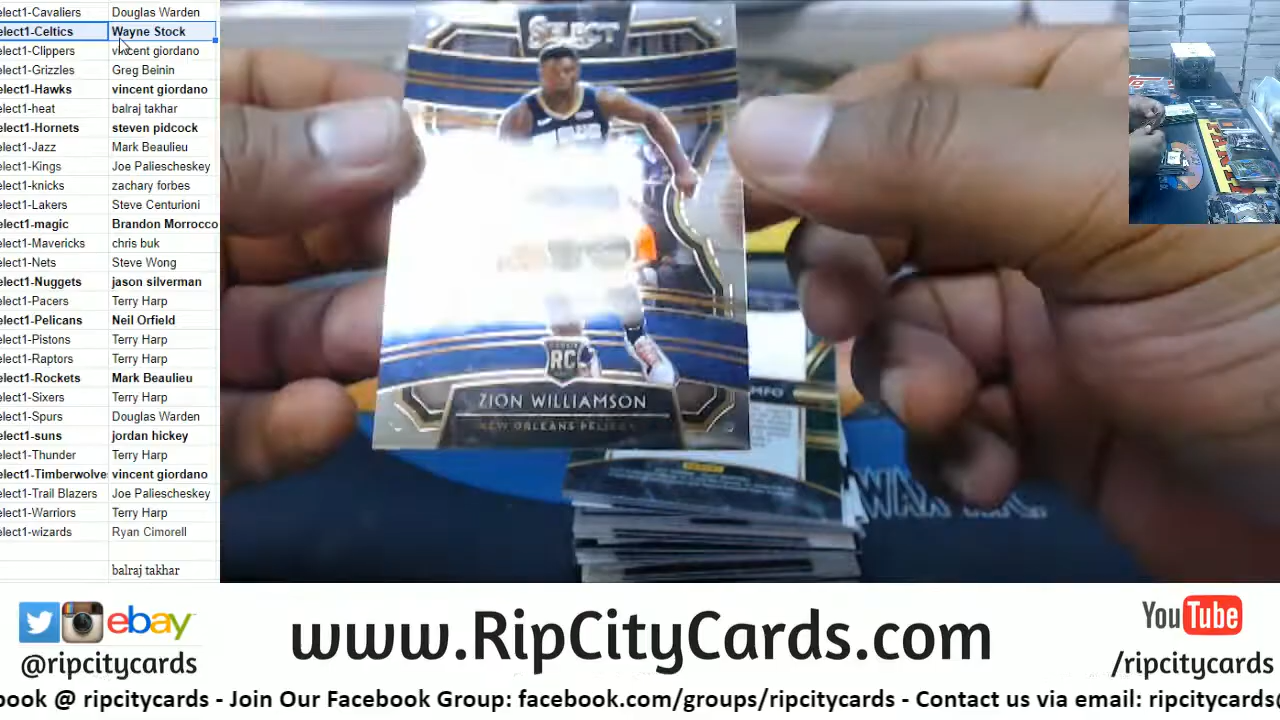 elect1-Cavaliers Douglas Warden
elect1-Celtics Wayne Stock
elect1-Clippers vincent giordano
elect1-Grizzles Greg Beinin
elect1-Hawks vincent giordano
elect1-heat balraj takhar
elect1-Hornets steven pidcock
elect1-Jazz Mark Beaulieu
elect1-Kings Joe Paliescheskey
elect1-knicks zachary forbes
elect1-Lakers Steve Centurioni
elect1-magic Brandon Morrocco
elect1-Mavericks chris buk
elect1-Nets Steve Wong
elect1-Nuggets jason silverman
elect1-Pacers Terry Harp
elect1-Pelicans Neil Orfield
elect1-Pistons Terry Harp
elect1-Raptors Terry Harp
elect1-Rockets Mark Beaulieu
elect1-Sixers Terry Harp
elect1-Spurs Douglas Warden
elect1-suns jordan hickey
elect1-Thunder Terry Harp
elect1-Timberwolve vincent giordano
elect1-Trail Blazers Joe Paliescheskey
elect1-Warriors Terry Harp
elect1-wizards Ryan Cimorell
balraj takhar
SELECT
RC
ZION WILLIAMSON
NEW ORLEANS PELICANS
ebay
@ripcitycards
www.RipCityCards.com
YouTube
/ripcitycards
book @ ripcitycards - Join Our Facebook Group: facebook.com/groups/ripcitycards - Contact us via email: ripcitycards